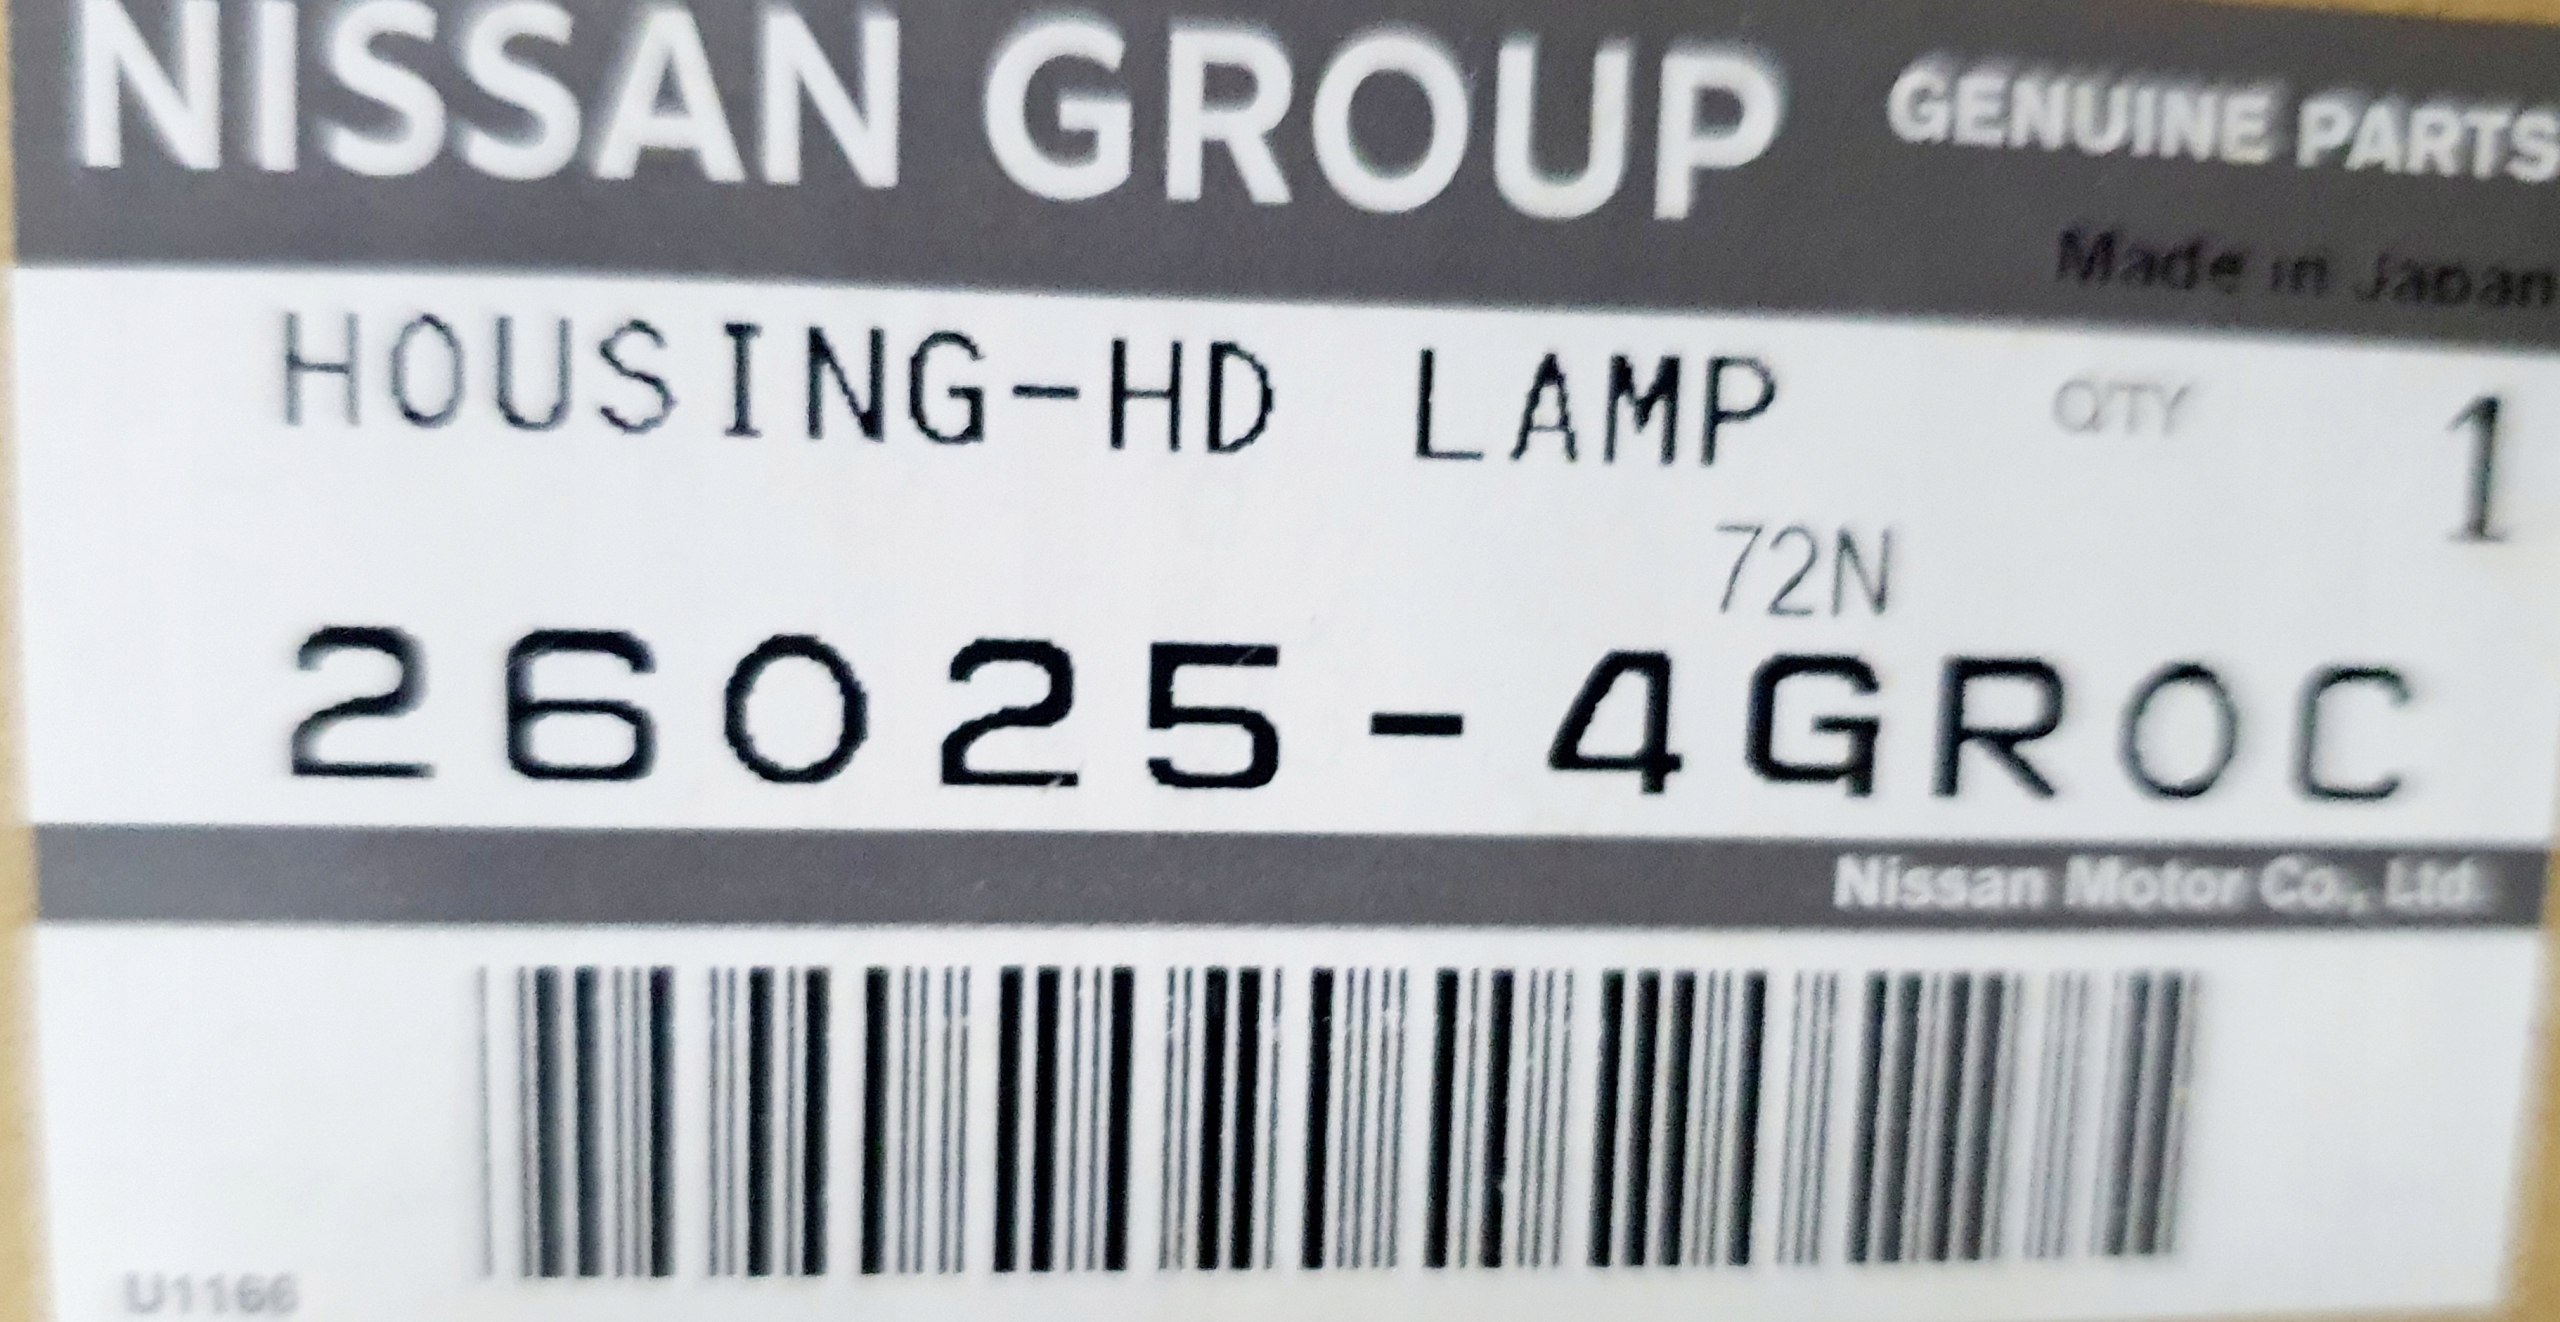 NISSAN GROUP GENUINE PARTS
Made in Japan
HOUSING-HD LAMP QTY 1
72N
26025-4GR0C
Nissan Motor Co., Ltd.
U1166